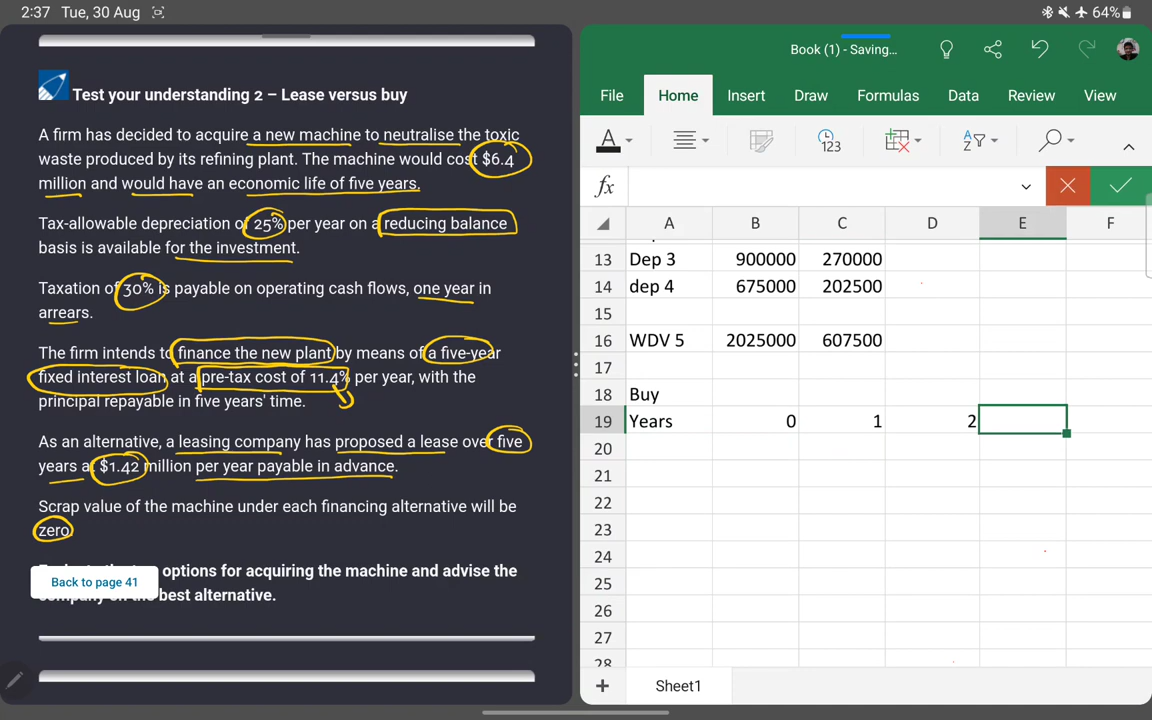 2:37 Tue, 30 Aug
64%
Test your understanding 2 – Lease versus buy
A firm has decided to acquire a new machine to neutralise the toxic
waste produced by its refining plant. The machine would cost $6.4
million and would have an economic life of five years.
Tax-allowable depreciation of 25% per year on a reducing balance
basis is available for the investment.
Taxation of 30% is payable on operating cash flows, one year in
arrears.
The firm intends to finance the new plant by means of a five-year
fixed interest loan at a pre-tax cost of 11.4% per year, with the
principal repayable in five years' time.
As an alternative, a leasing company has proposed a lease over five
years at $1.42 million per year payable in advance.
Scrap value of the machine under each financing alternative will be
zero.
options for acquiring the machine and advise the
best alternative.
Back to page 41
Book (1) - Saving...
File Home Insert Draw Formulas Data Review View
A 123 A Z
fx
A B C D E F
13 Dep 3 900000 270000
14 dep 4 675000 202500
15
16 WDV 5 2025000 607500
17
18 Buy
19 Years 0 1 2
20
21
22
23
24
25
26
27
28
+ Sheet1